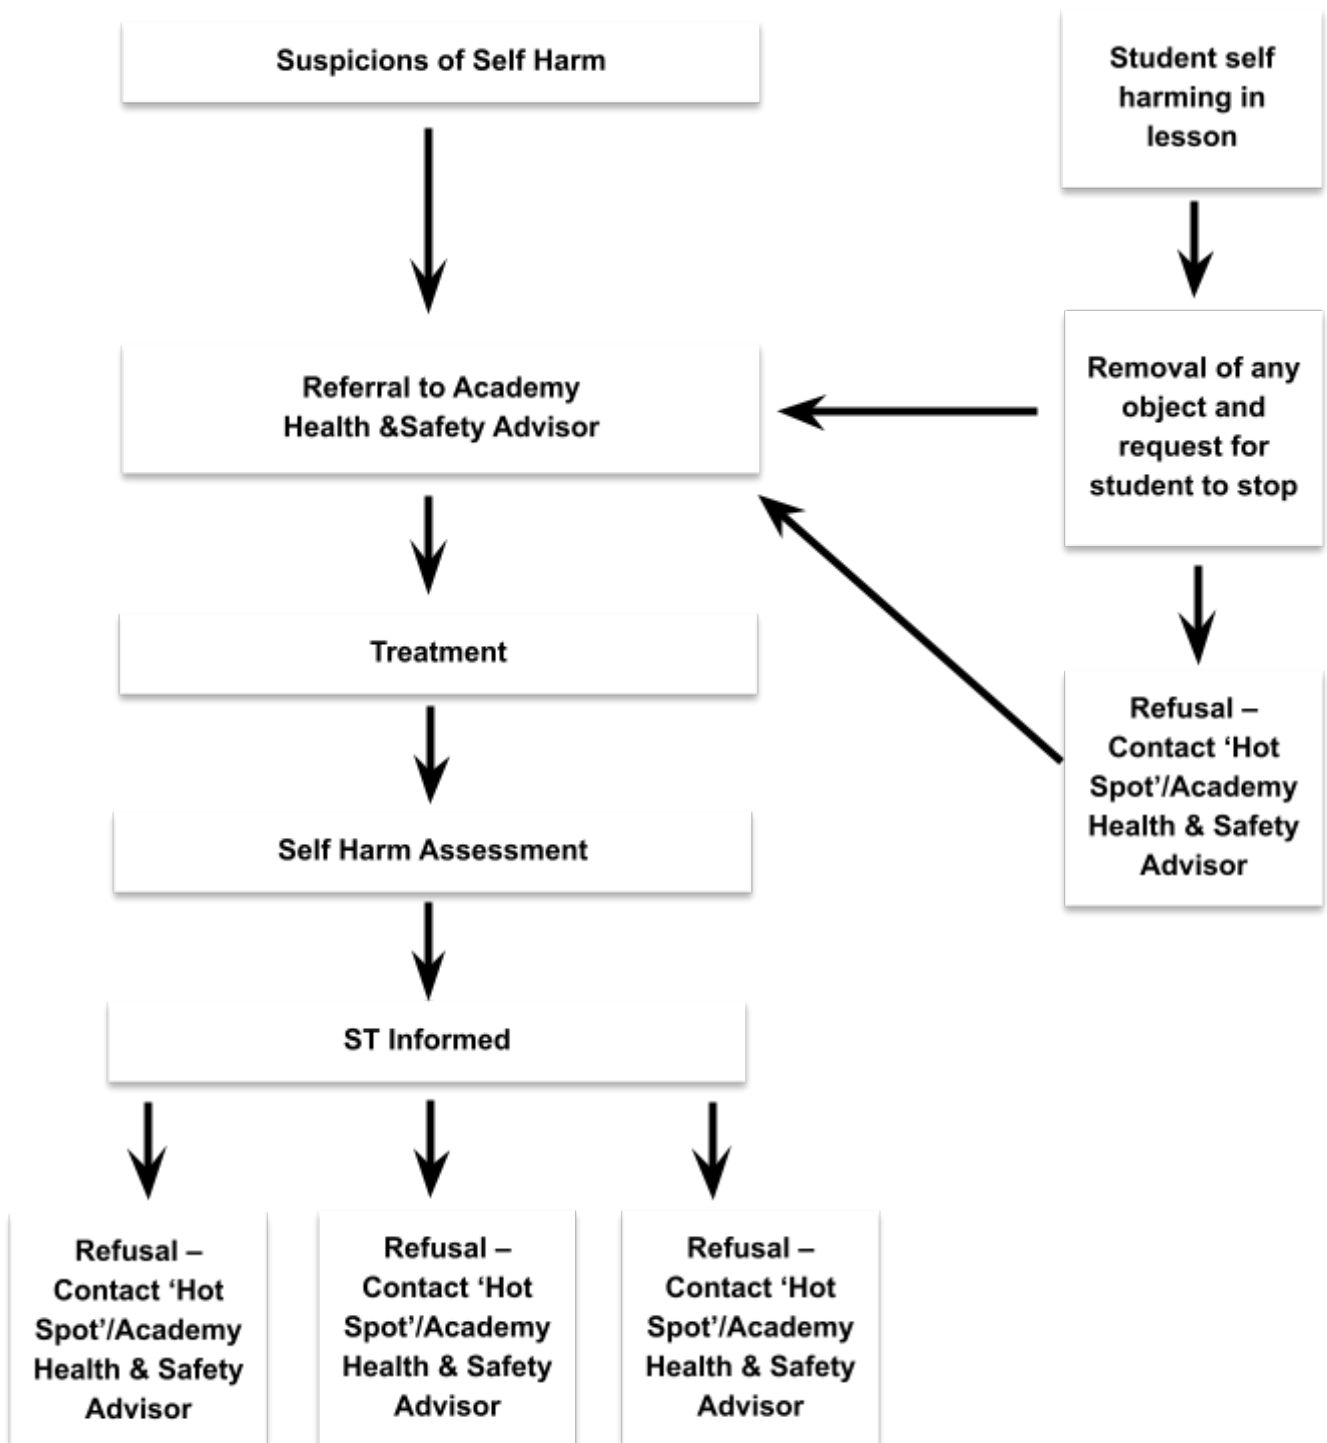 Suspicions of Self Harm
Student self
harming in
lesson
Referral to Academy
Health &Safety Advisor
Removal of any
object and
request for
student to stop
Treatment
Refusal –
Contact ‘Hot
Spot’/Academy
Health & Safety
Advisor
Self Harm Assessment
ST Informed
Refusal –
Contact ‘Hot
Spot’/Academy
Health & Safety
Advisor
Refusal –
Contact ‘Hot
Spot’/Academy
Health & Safety
Advisor
Refusal –
Contact ‘Hot
Spot’/Academy
Health & Safety
Advisor